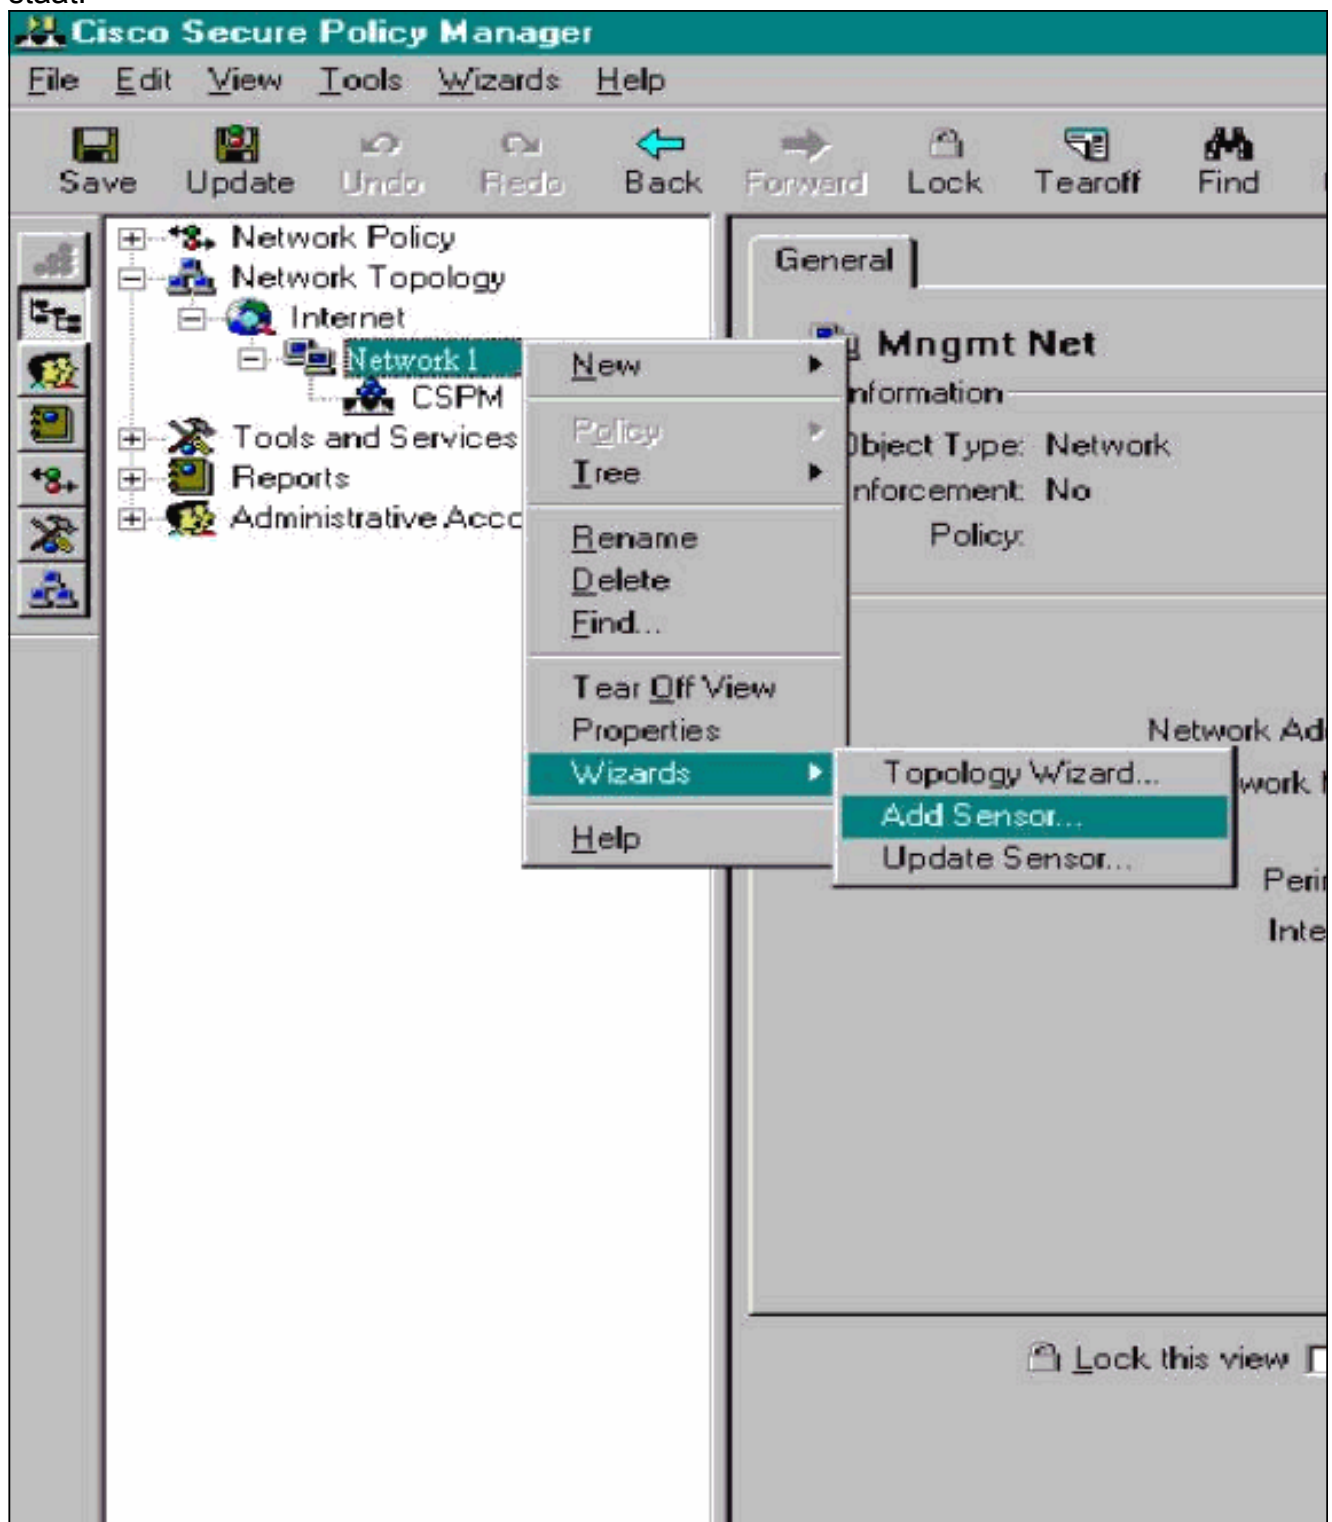 Cisco Secure Policy Manager
File Edit View Tools Wizards Help
Save Update Undo Redo Back Forward Lock Tearoff Find
Network Policy
Network Topology
Internet
Network 1
CSPM
Tools and Services
Reports
Administrative Acco
General
Mngmt Net
nformation
Object Type: Network
nforcement: No
Policy:
New
Policy
Tree
Rename
Delete
Find...
Tear Off View
Properties
Wizards
Help
Topology Wizard...
Add Sensor...
Update Sensor...
Network Ad
work
Peri
Inte
Lock this view